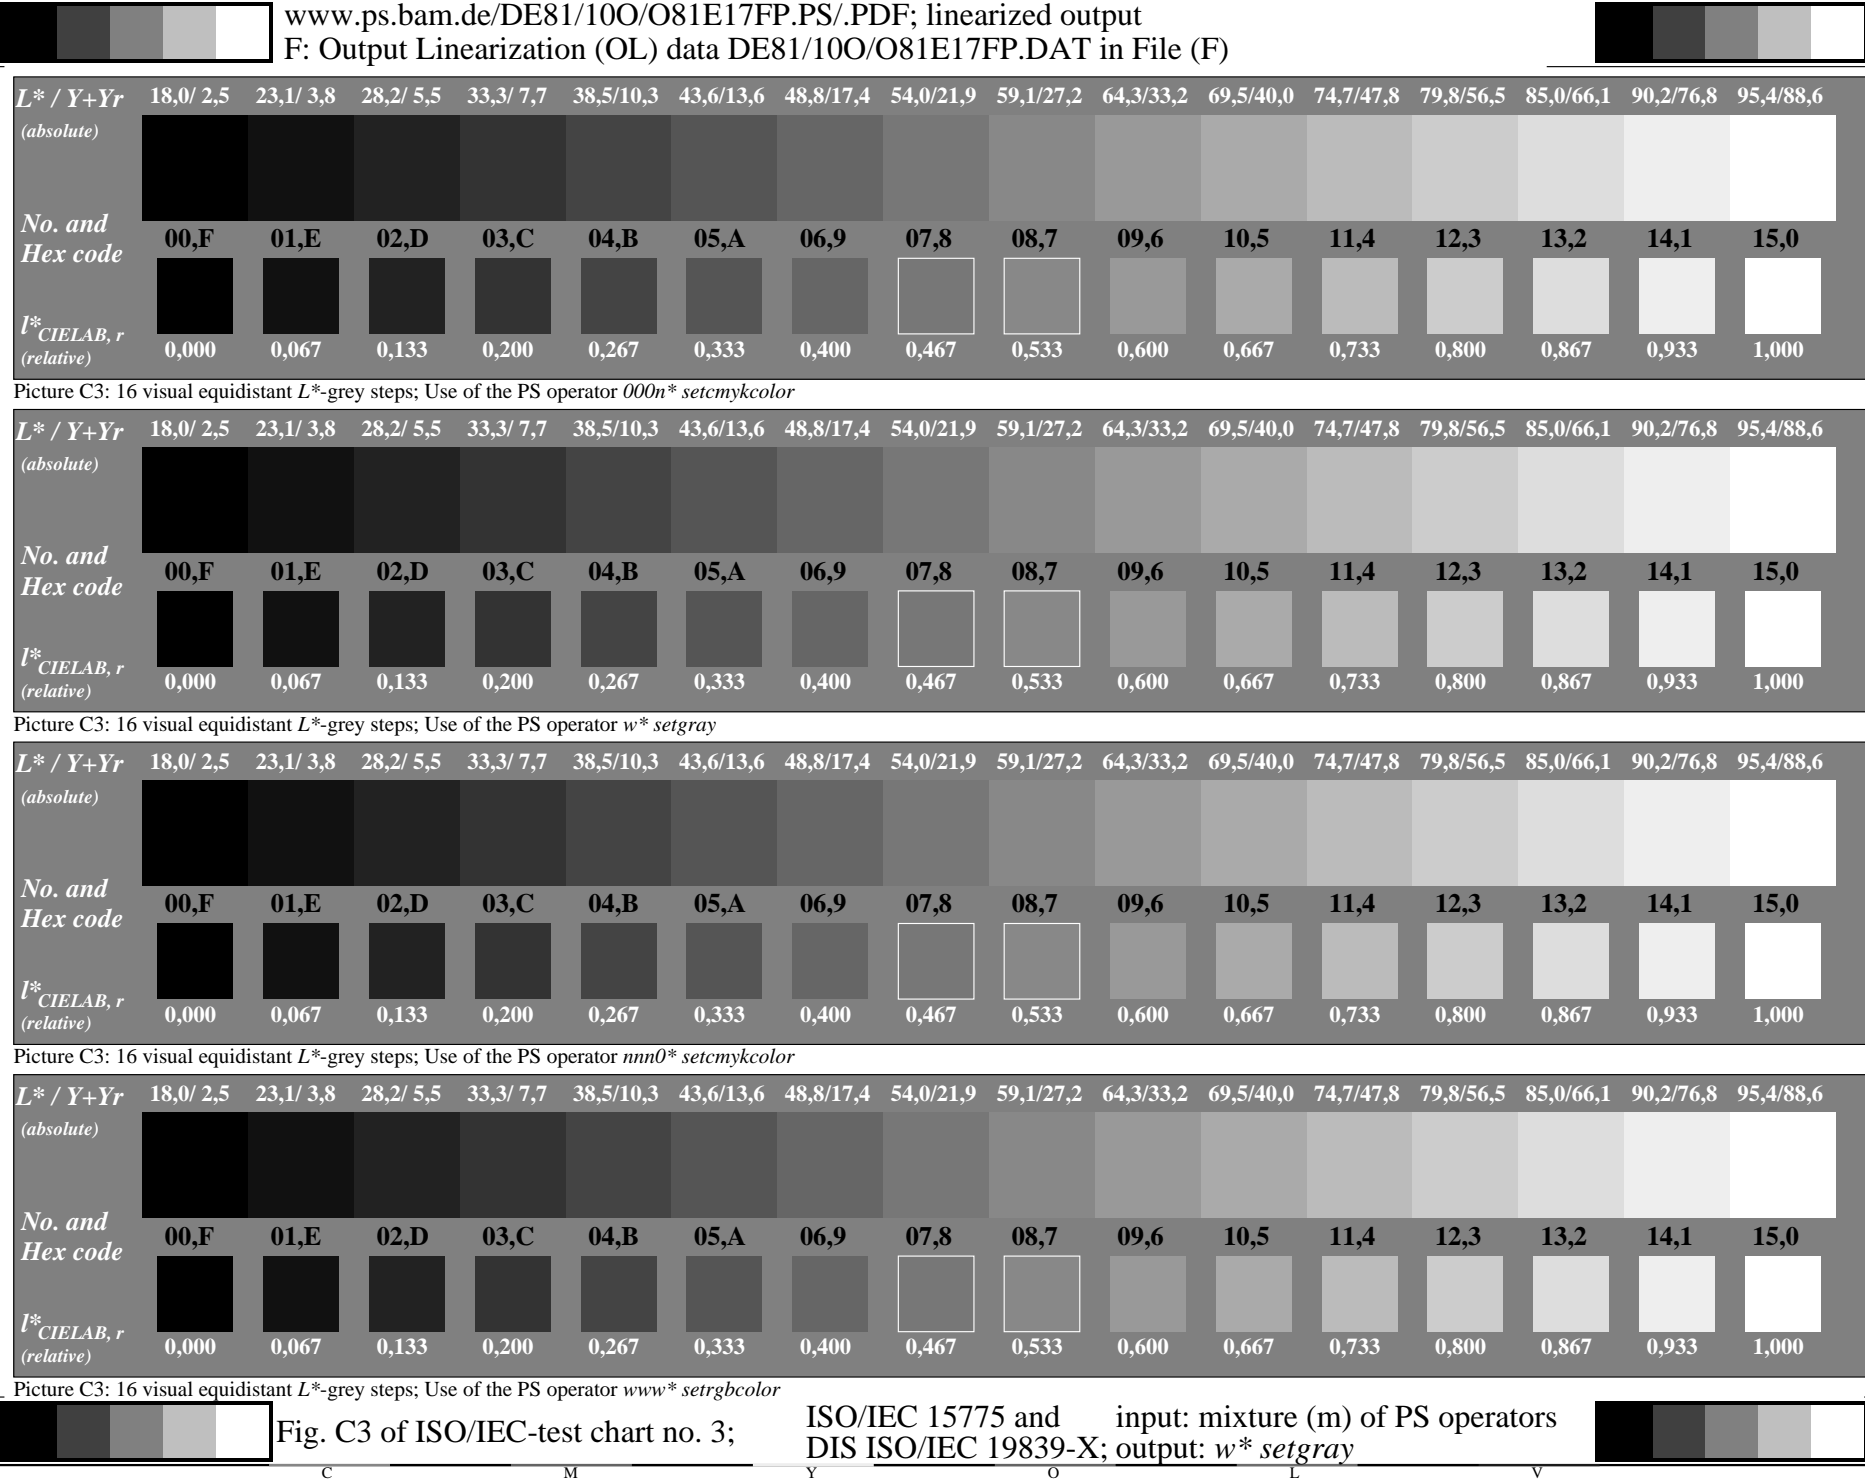 www.ps.bam.de/DE81/10O/O81E17FP.PS/.PDF; linearized output
F: Output Linearization (OL) data DE81/10O/O81E17FP.DAT in File (F)
L* / Y+Yr 18,0/ 2,5 23,1/ 3,8 28,2/ 5,5 33,3/ 7,7 38,5/10,3 43,6/13,6 48,8/17,4 54,0/21,9 59,1/27,2 64,3/33,2 69,5/40,0 74,7/47,8 79,8/56,5 85,0/66,1 90,2/76,8 95,4/88,6
(absolute)
No. and
Hex code 00,F 01,E 02,D 03,C 04,B 05,A 06,9 07,8 08,7 09,6 10,5 11,4 12,3 13,2 14,1 15,0
l*CIELAB, r
(relative) 0,000 0,067 0,133 0,200 0,267 0,333 0,400 0,467 0,533 0,600 0,667 0,733 0,800 0,867 0,933 1,000
Picture C3: 16 visual equidistant L*-grey steps; Use of the PS operator 000n* setcmykcolor
L* / Y+Yr 18,0/ 2,5 23,1/ 3,8 28,2/ 5,5 33,3/ 7,7 38,5/10,3 43,6/13,6 48,8/17,4 54,0/21,9 59,1/27,2 64,3/33,2 69,5/40,0 74,7/47,8 79,8/56,5 85,0/66,1 90,2/76,8 95,4/88,6
(absolute)
No. and
Hex code 00,F 01,E 02,D 03,C 04,B 05,A 06,9 07,8 08,7 09,6 10,5 11,4 12,3 13,2 14,1 15,0
l*CIELAB, r
(relative) 0,000 0,067 0,133 0,200 0,267 0,333 0,400 0,467 0,533 0,600 0,667 0,733 0,800 0,867 0,933 1,000
Picture C3: 16 visual equidistant L*-grey steps; Use of the PS operator w* setgray
L* / Y+Yr 18,0/ 2,5 23,1/ 3,8 28,2/ 5,5 33,3/ 7,7 38,5/10,3 43,6/13,6 48,8/17,4 54,0/21,9 59,1/27,2 64,3/33,2 69,5/40,0 74,7/47,8 79,8/56,5 85,0/66,1 90,2/76,8 95,4/88,6
(absolute)
No. and
Hex code 00,F 01,E 02,D 03,C 04,B 05,A 06,9 07,8 08,7 09,6 10,5 11,4 12,3 13,2 14,1 15,0
l*CIELAB, r
(relative) 0,000 0,067 0,133 0,200 0,267 0,333 0,400 0,467 0,533 0,600 0,667 0,733 0,800 0,867 0,933 1,000
Picture C3: 16 visual equidistant L*-grey steps; Use of the PS operator nnn0* setcmykcolor
L* / Y+Yr 18,0/ 2,5 23,1/ 3,8 28,2/ 5,5 33,3/ 7,7 38,5/10,3 43,6/13,6 48,8/17,4 54,0/21,9 59,1/27,2 64,3/33,2 69,5/40,0 74,7/47,8 79,8/56,5 85,0/66,1 90,2/76,8 95,4/88,6
(absolute)
No. and
Hex code 00,F 01,E 02,D 03,C 04,B 05,A 06,9 07,8 08,7 09,6 10,5 11,4 12,3 13,2 14,1 15,0
l*CIELAB, r
(relative) 0,000 0,067 0,133 0,200 0,267 0,333 0,400 0,467 0,533 0,600 0,667 0,733 0,800 0,867 0,933 1,000
Picture C3: 16 visual equidistant L*-grey steps; Use of the PS operator www* setrgbcolor
Fig. C3 of ISO/IEC-test chart no. 3;
ISO/IEC 15775 and input: mixture (m) of PS operators
DIS ISO/IEC 19839-X; output: w* setgray
C M Y O L V